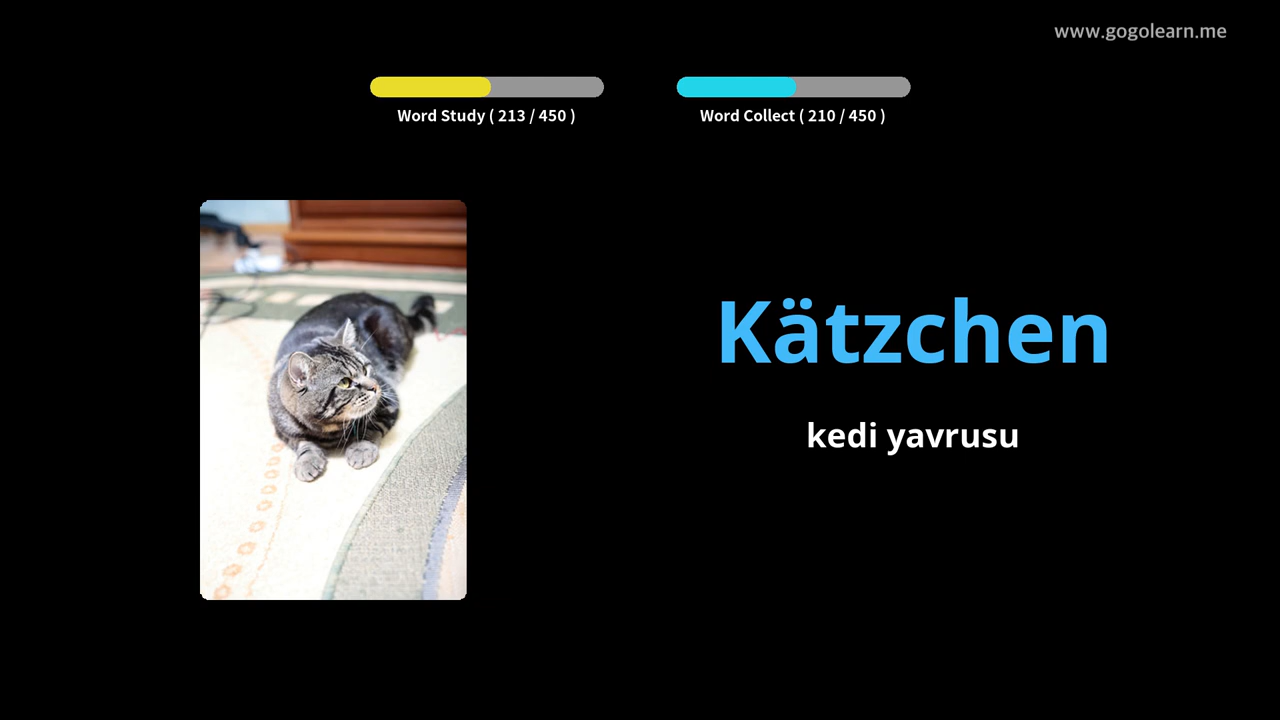 www.gogolearn.me
Word Study ( 213 / 450 )
Word Collect ( 210 / 450 )
Kätzchen
kedi yavrusu